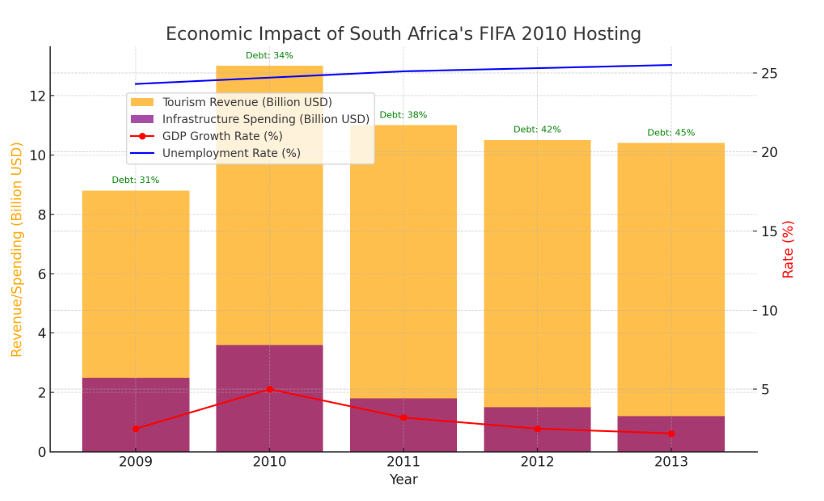 Economic Impact of South Africa's FIFA 2010 Hosting
Debt: 34%
Tourism Revenue (Billion USD)
Infrastructure Spending (Billion USD)
GDP Growth Rate (%)
Unemployment Rate (%)
Debt: 31%
Debt: 38%
Debt: 42%
Debt: 45%
Revenue/Spending (Billion USD)
12
10
8
6
4
2
0
25
20
15
10
5
Rate (%)
2009 2010 2011 2012 2013
Year